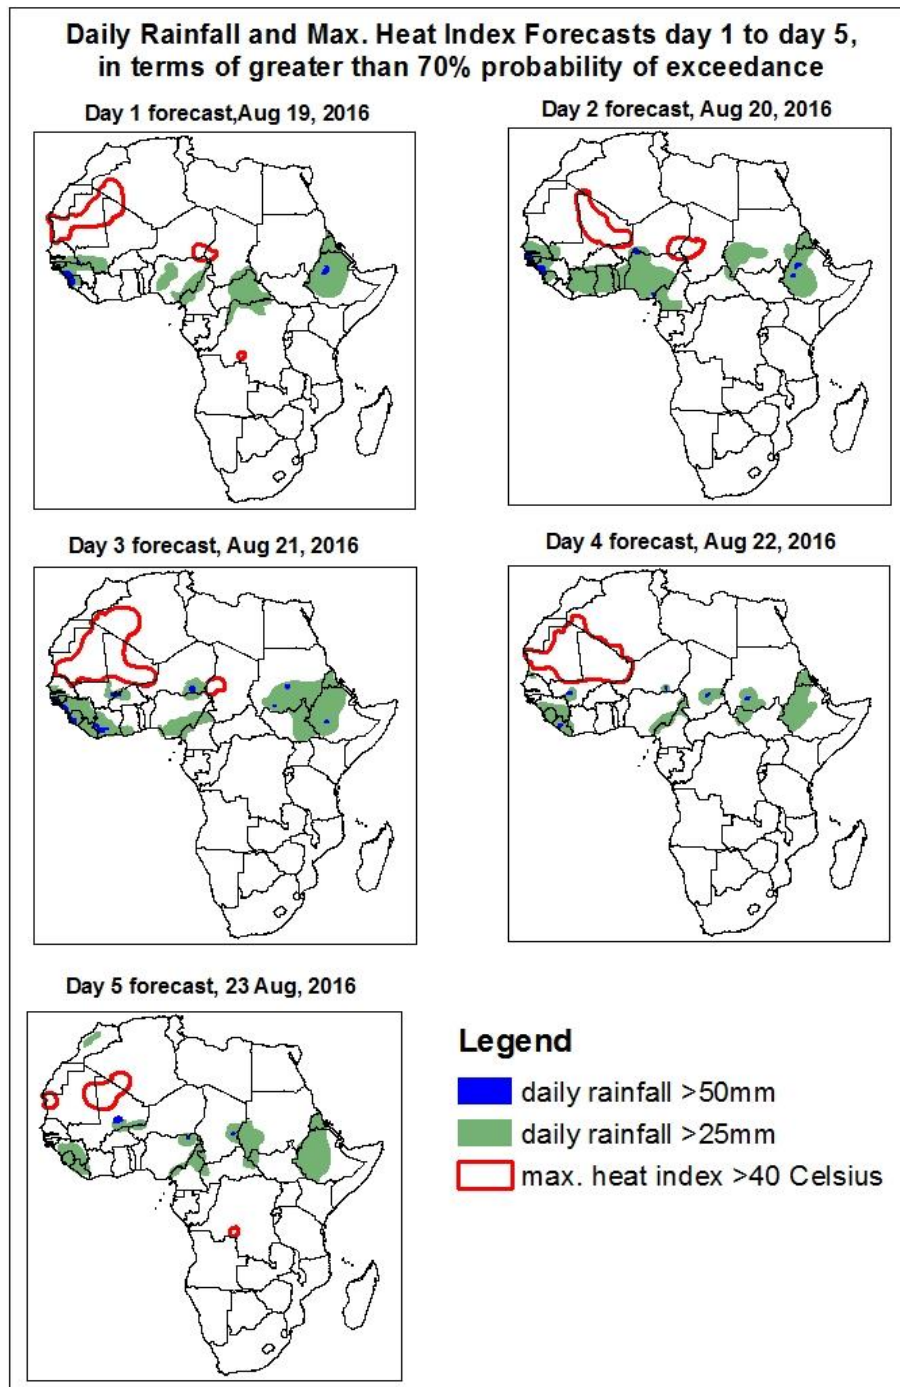 Daily Rainfall and Max. Heat Index Forecasts day 1 to day 5,
in terms of greater than 70% probability of exceedance
Day 1 forecast,Aug 19, 2016
Day 2 forecast, Aug 20, 2016
Day 3 forecast, Aug 21, 2016
Day 4 forecast, Aug 22, 2016
Day 5 forecast, 23 Aug, 2016
Legend
daily rainfall >50mm
daily rainfall >25mm
max. heat index >40 Celsius